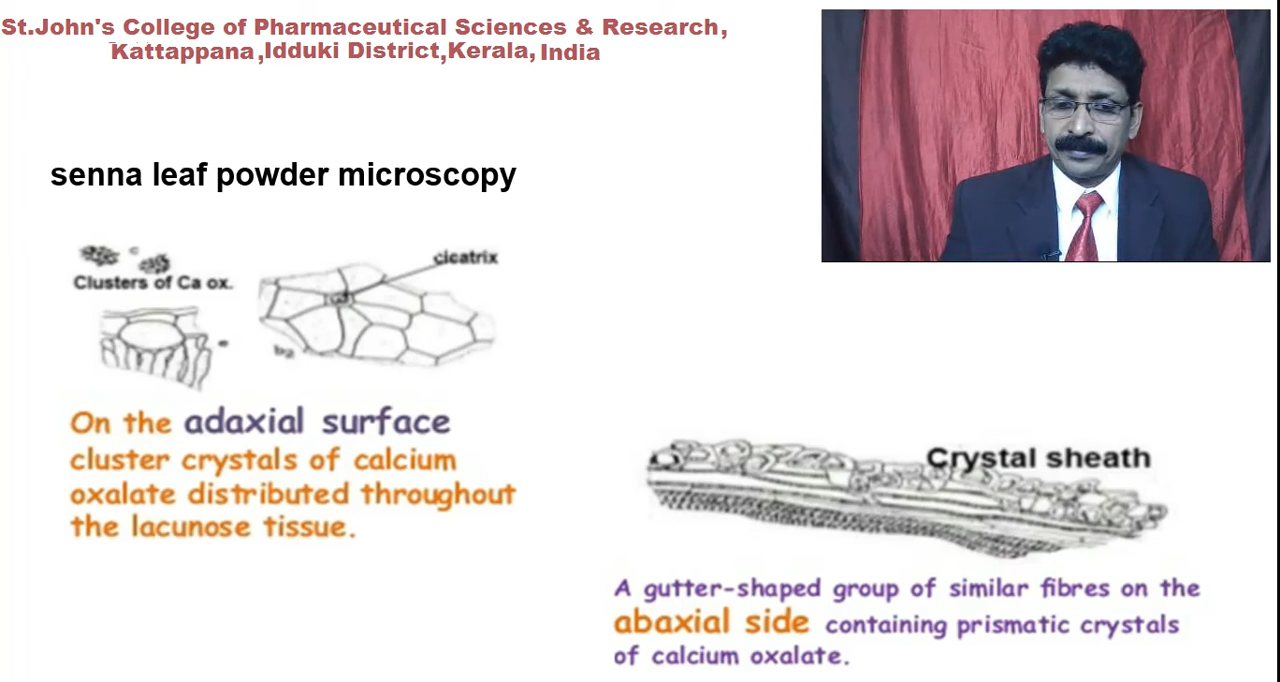 St.John's College of Pharmaceutical Sciences & Research,
Kattappana,Idduki District,Kerala, India
senna leaf powder microscopy
c
Clusters of Ca ox.
cicatrix
e
b2
On the adaxial surface
cluster crystals of calcium
oxalate distributed throughout
the lacunose tissue.
Crystal sheath
A gutter-shaped group of similar fibres on the
abaxial side containing prismatic crystals
of calcium oxalate.